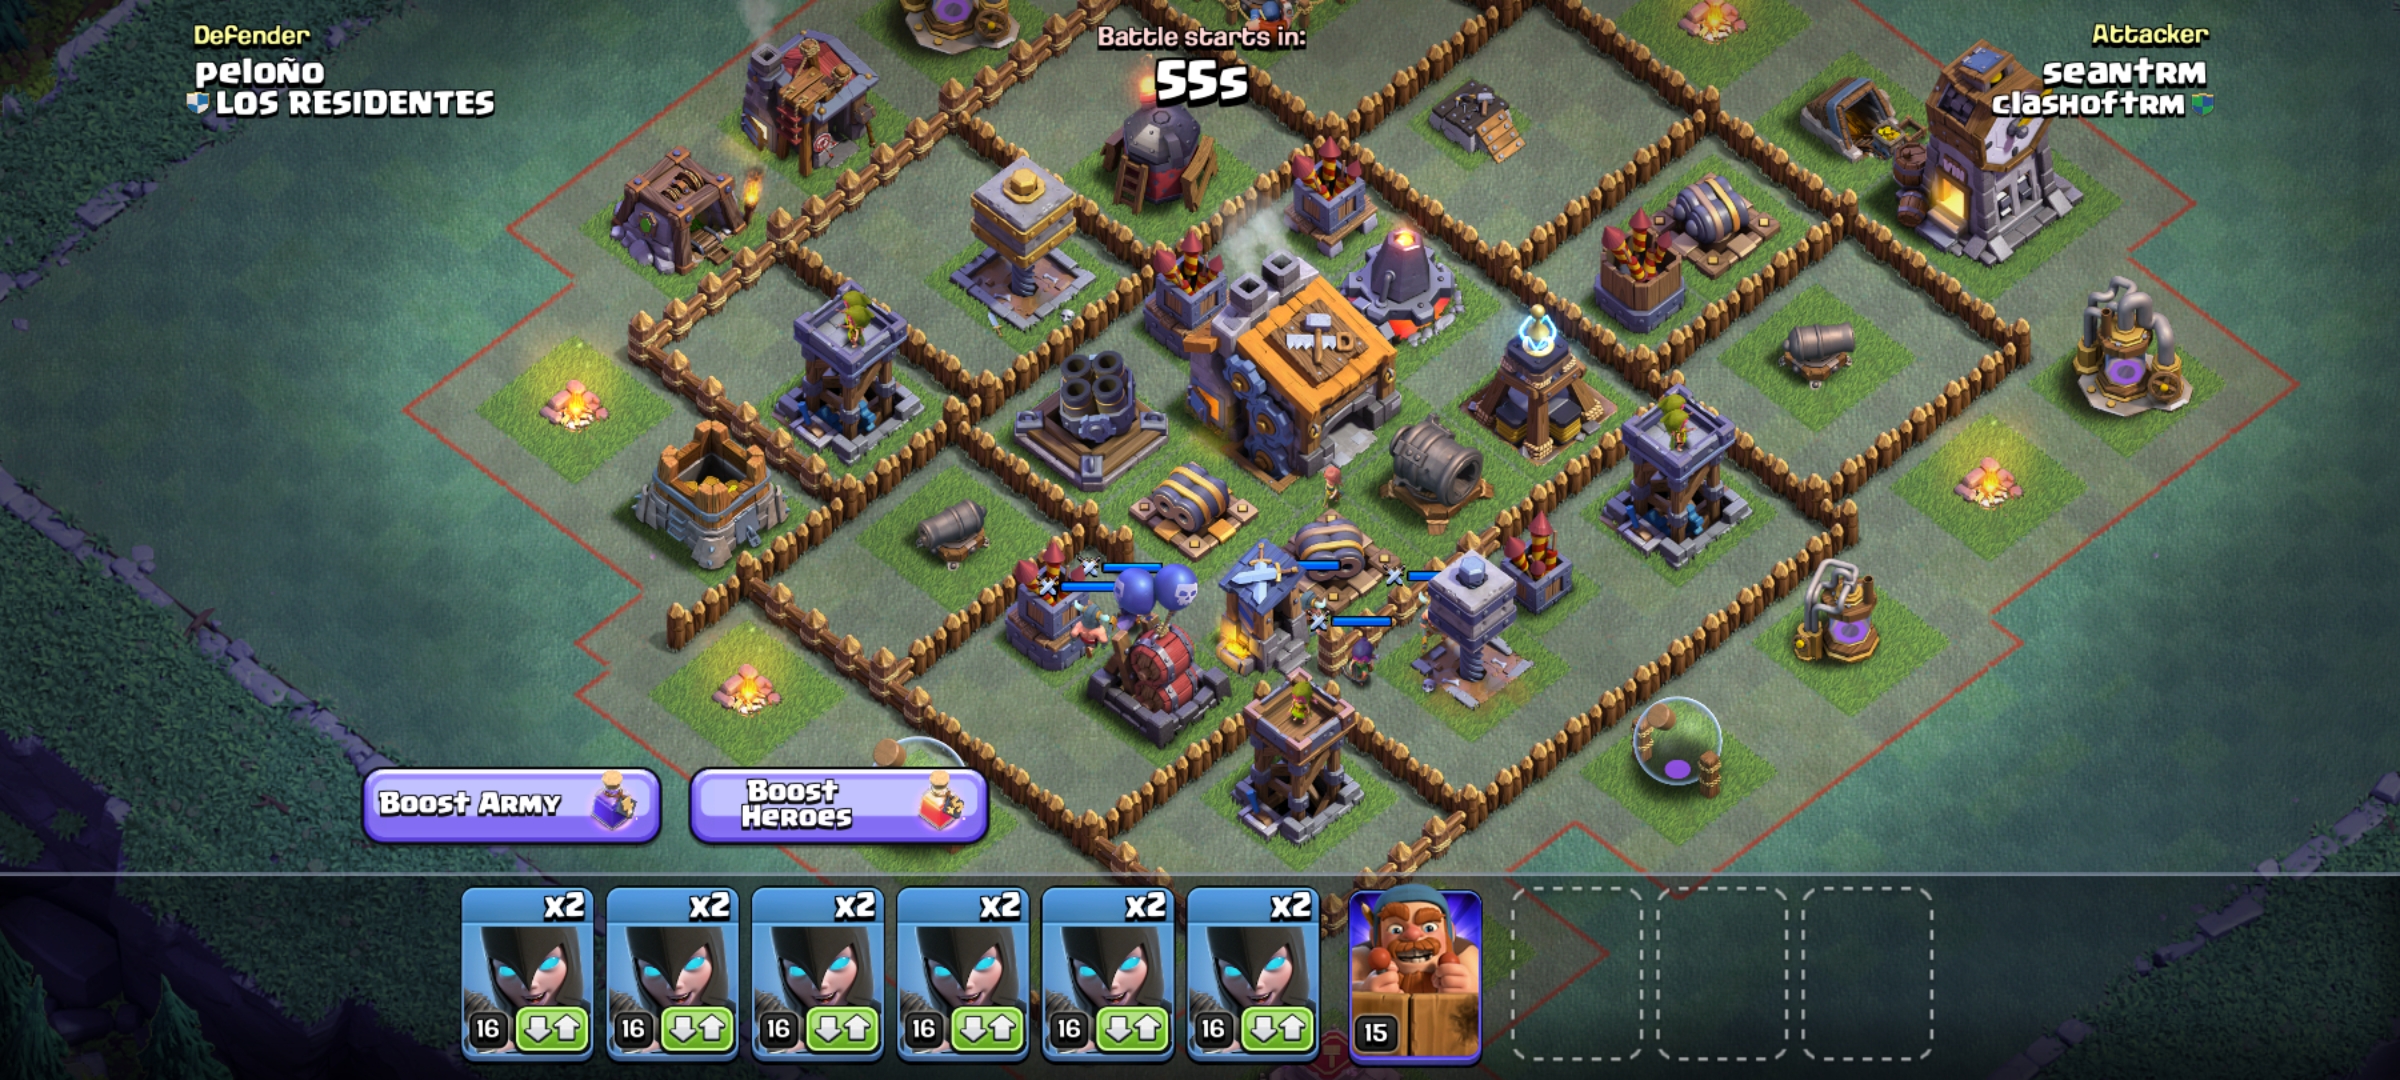 Defender
peloño
LOS RESIDENTES
Battle starts in:
55s
Attacker
seantRM
clashoftRM
Boost Army
Boost
Heroes
x2
x2
x2
x2
x2
x2
16
16
16
16
16
16
15